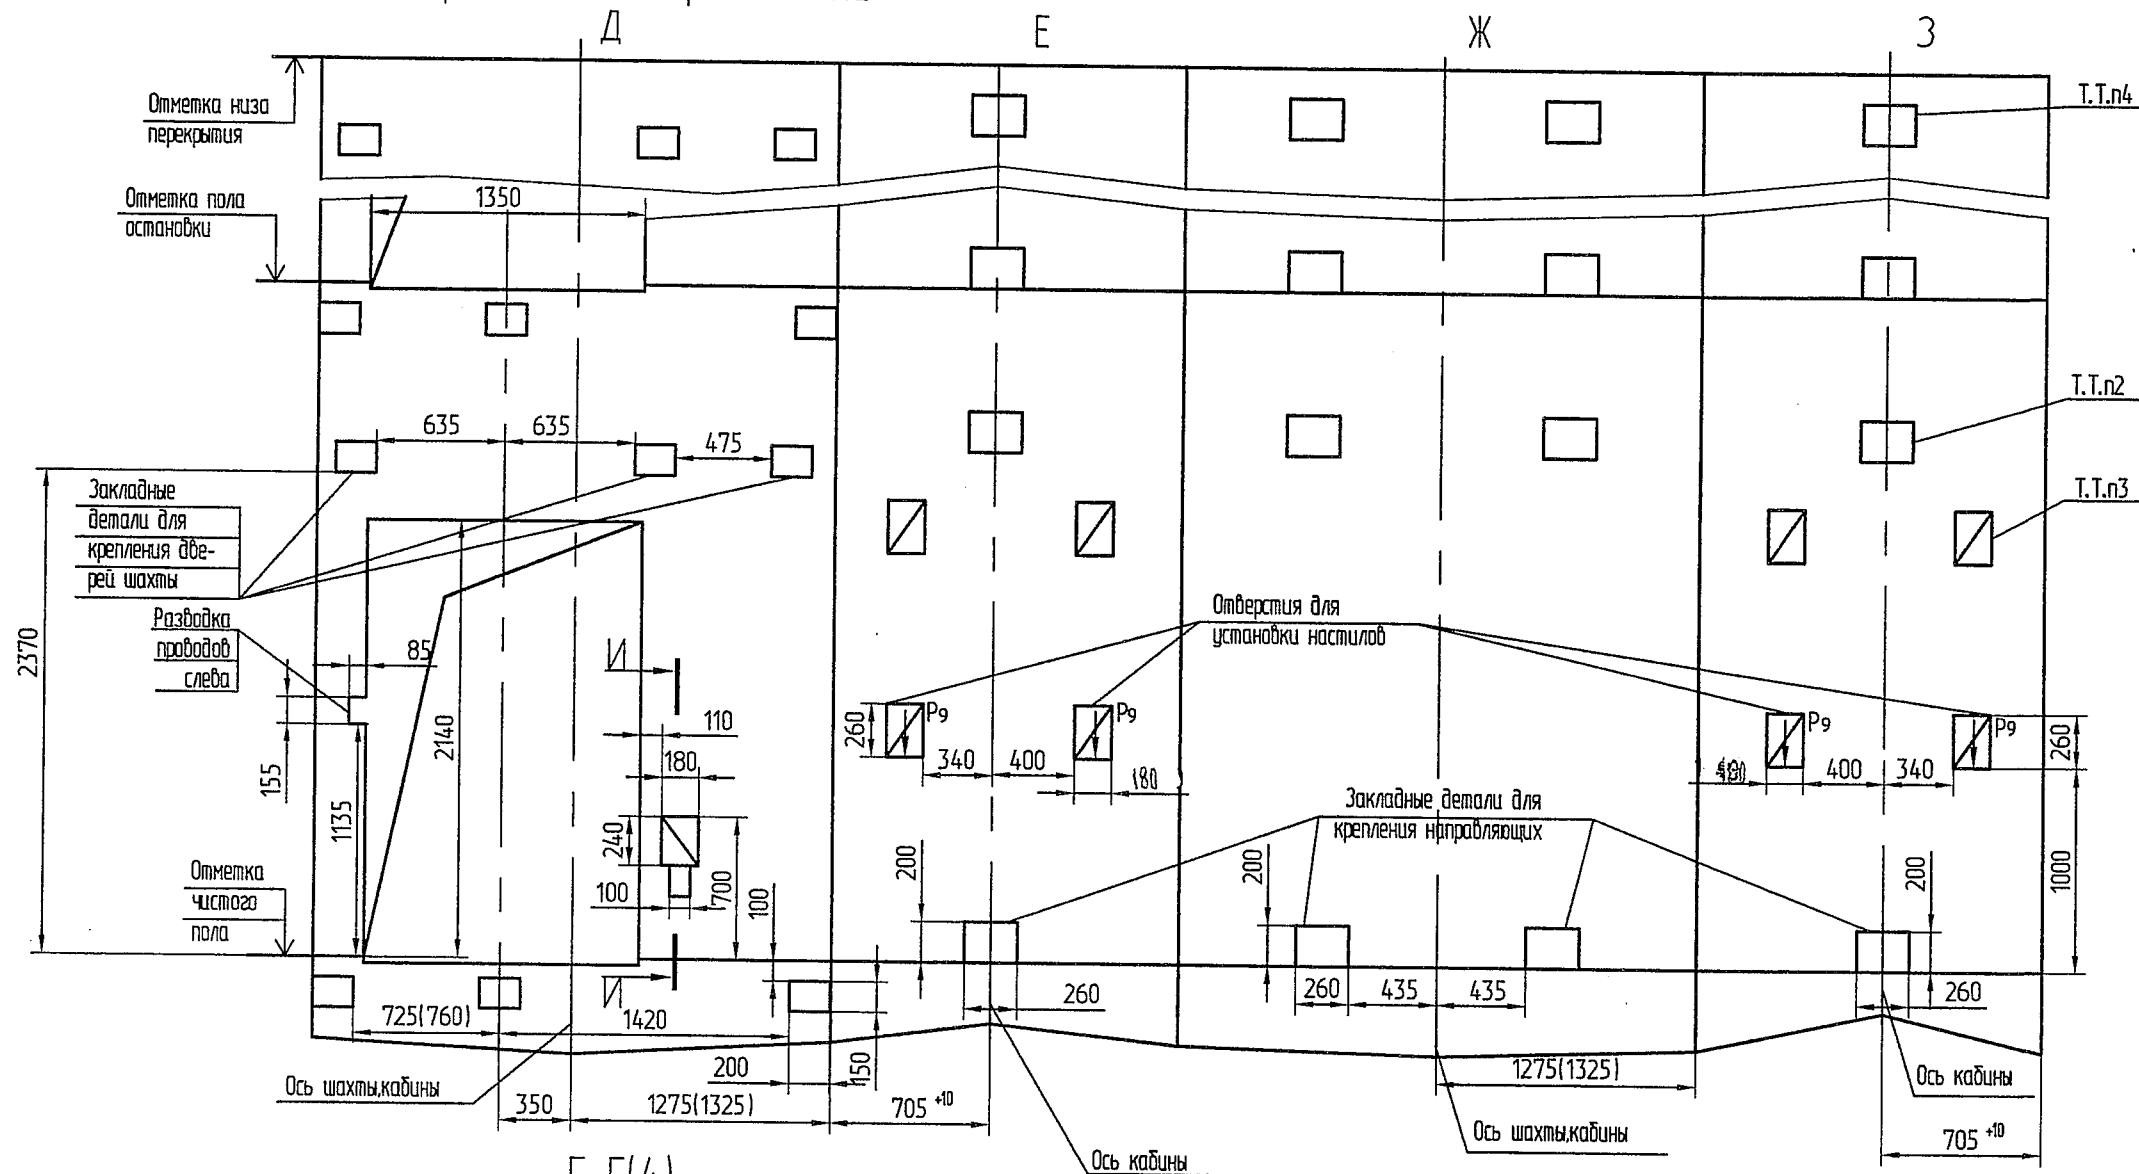 Д
Е
Ж
З
Отметка низа
перекрытия
Т.Т.п4
Отметка пола
остановки
1350
Т.Т.п2
635
635
475
Т.Т.п3
2370
Закладные
детали для
крепления две-
рей шахты
Разводка
проводов
слева
85
И
Отверстия для
установки настилов
155
1135
2140
110
180
240
100
700
100
260
Р9
Р9
340
400
180
Р9
Р9
400
340
260
1000
Закладные детали для
крепления направляющих
200
200
200
Отметка
чистого
пола
И
725(760)
1420
260
260
435
435
260
200
150
Ось шахты,кабины
350
1275(1325)
705 +10
1275(1325)
Ось кабины
Ось шахты,кабины
705 +10
Ось кабины